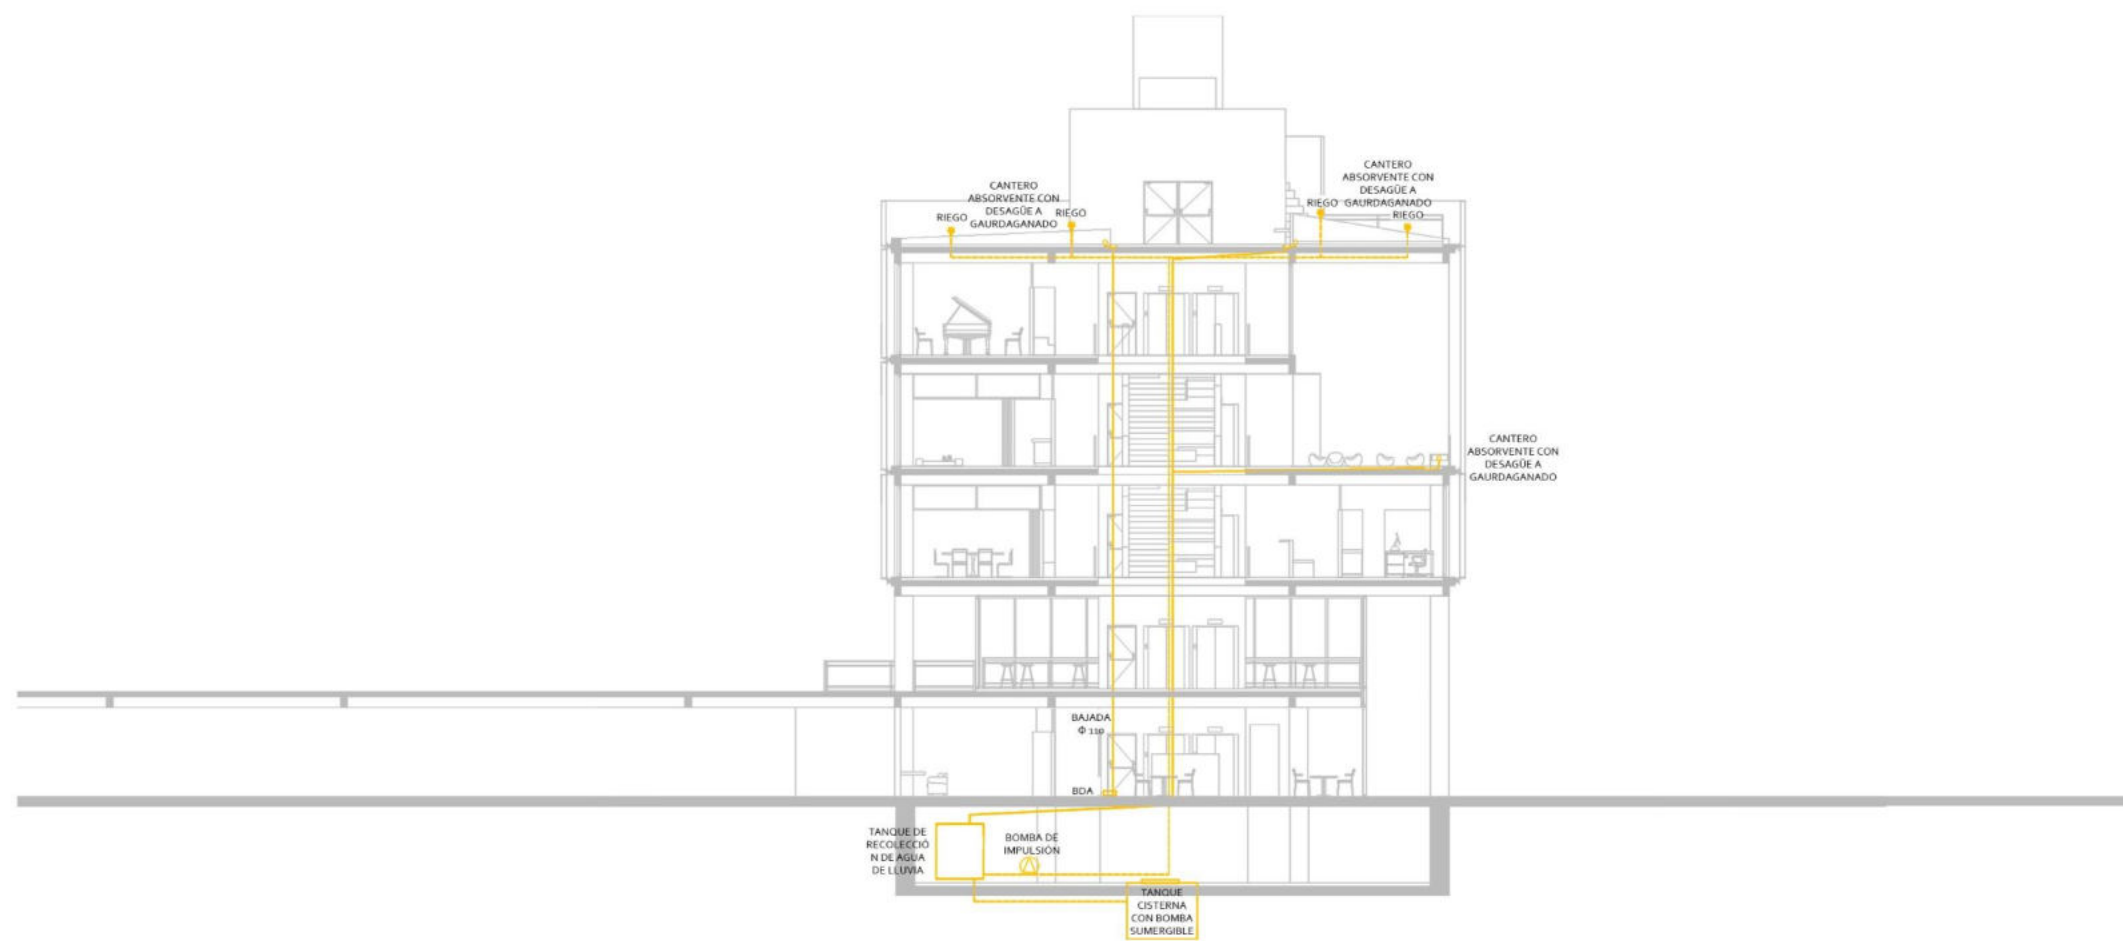 CANTERO
ABSORVENTE CON
DESAGÜE A
GAURDAGANADO
RIEGO
RIEGO
CANTERO
ABSORVENTE CON
DESAGÜE A
GAURDAGANADO
RIEGO
RIEGO
CANTERO
ABSORVENTE CON
DESAGÜE A
GAURDAGANADO
BAJADA
Φ 110
BDA
TANQUE DE
RECOLECCIÓ
N DE AGUA
DE LLUVIA
BOMBA DE
IMPULSIÓN
TANQUE
CISTERNA
CON BOMBA
SUMERGIBLE